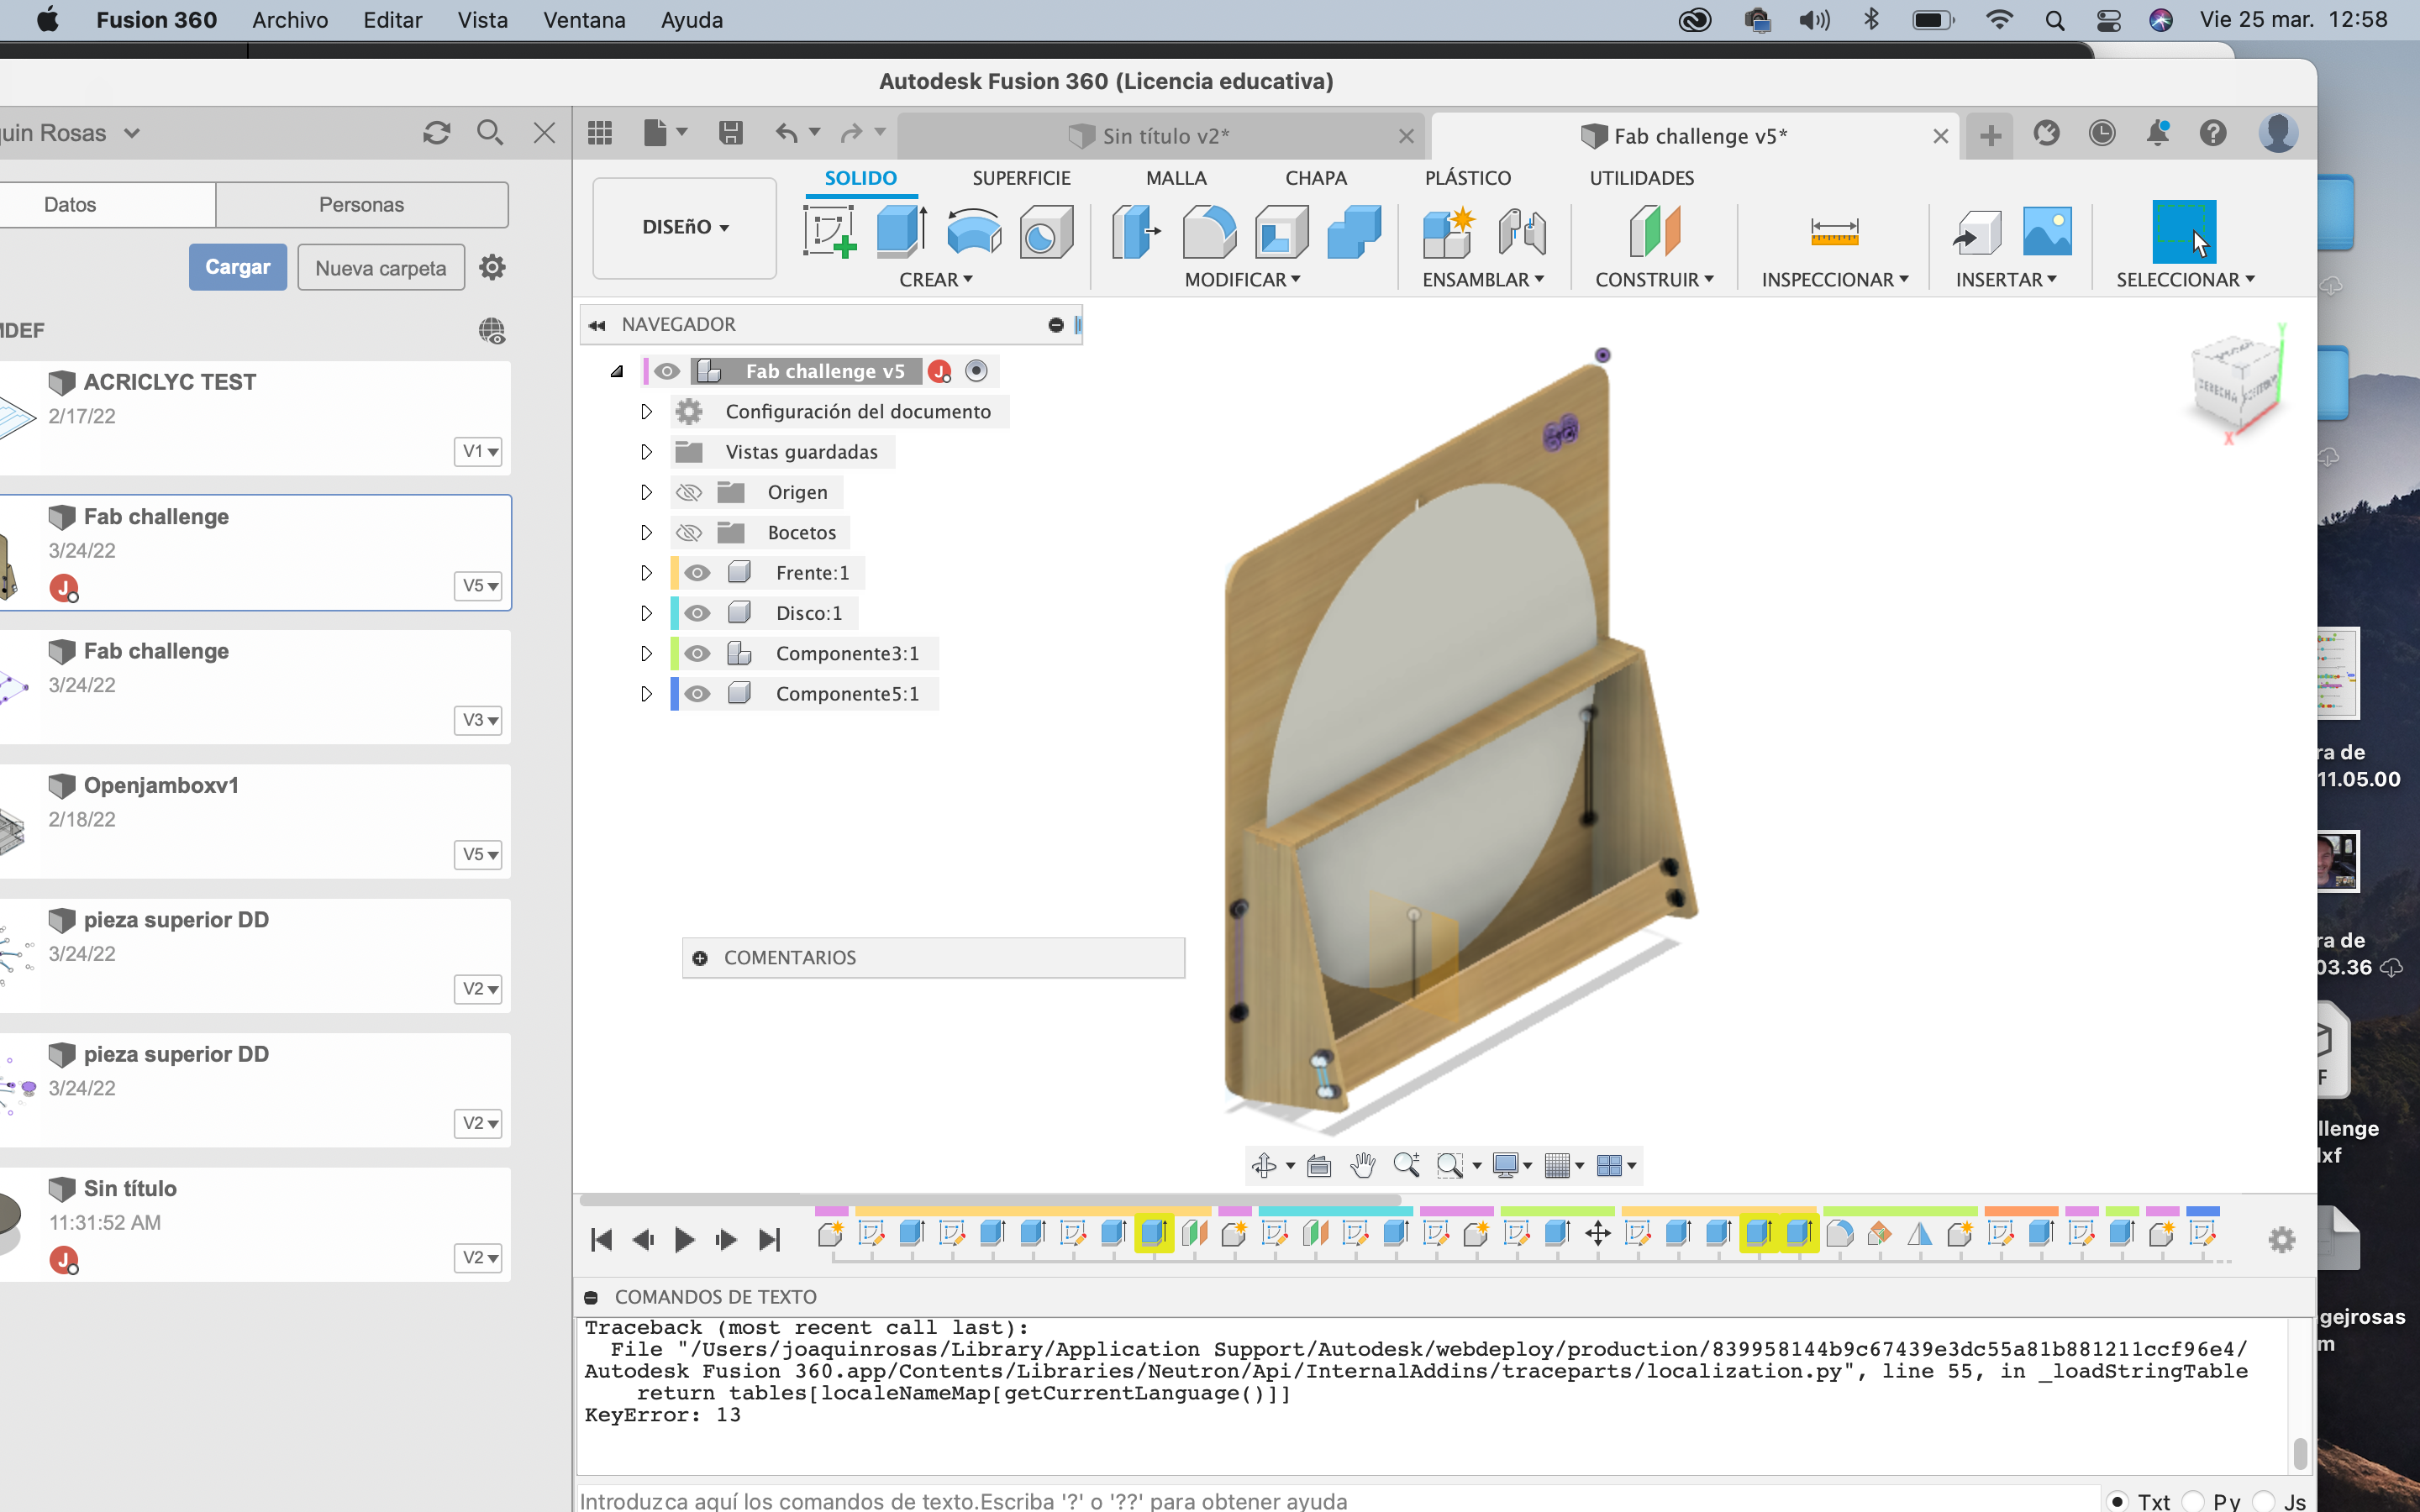 Fusion 360 Archivo Editar Vista Ventana Ayuda Vie 25 mar. 12:58
Autodesk Fusion 360 (Licencia educativa)
uin Rosas
Sin título v2*
Fab challenge v5*
Datos
Personas
Cargar
Nueva carpeta
MDEF
ACRICLYC TEST
2/17/22
V1
Fab challenge
3/24/22
J
V5
Fab challenge
3/24/22
V3
Openjamboxv1
2/18/22
V5
pieza superior DD
3/24/22
V2
pieza superior DD
3/24/22
V2
Sin título
11:31:52 AM
J
V2
DISEñO
SOLIDO SUPERFICIE MALLA CHAPA PLÁSTICO UTILIDADES
CREAR MODIFICAR ENSAMBLAR CONSTRUIR INSPECCIONAR INSERTAR SELECCIONAR
NAVEGADOR
Fab challenge v5 J
Configuración del documento
Vistas guardadas
Origen
Bocetos
Frente:1
Disco:1
Componente3:1
Componente5:1
COMENTARIOS
Y
DERECHA
X
COMANDOS DE TEXTO
Traceback (most recent call last):
File "/Users/joaquinrosas/Library/Application Support/Autodesk/webdeploy/production/839958144b9c67439e3dc55a81b881211ccf96e4/
Autodesk Fusion 360.app/Contents/Libraries/Neutron/Api/InternalAddins/traceparts/localization.py", line 55, in _loadStringTable
return tables[localeNameMap[getCurrentLanguage()]]
KeyError: 13
Introduzca aquí los comandos de texto.Escriba '?' o '??' para obtener ayuda
Txt Py Js
ra de
11.05.00
ra de
03.36
F
llenge
lxf
gejrosas
m